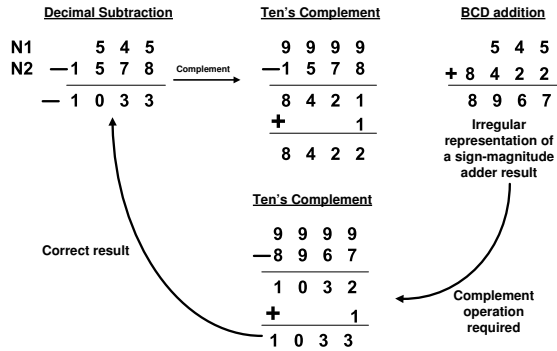 Decimal Subtraction
N1 5 4 5
N2 — 1 5 7 8
— 1 0 3 3
Complement
Ten's Complement
9 9 9 9
— 1 5 7 8
8 4 2 1
+ 1
8 4 2 2
BCD addition
5 4 5
+ 8 4 2 2
8 9 6 7
Irregular
representation of
a sign-magnitude
adder result
Ten's Complement
9 9 9 9
— 8 9 6 7
1 0 3 2
+ 1
1 0 3 3
Correct result
Complement
operation
required